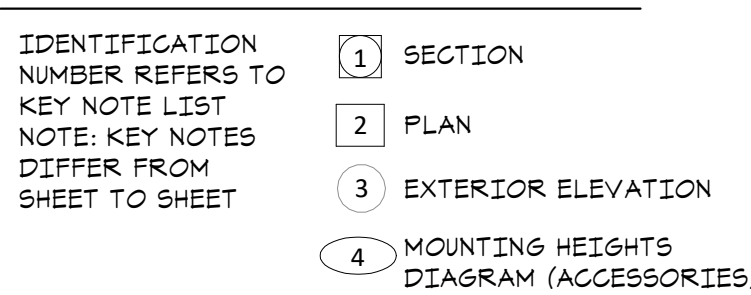 IDENTIFICATION
NUMBER REFERS TO
KEY NOTE LIST
NOTE: KEY NOTES
DIFFER FROM
SHEET TO SHEET
1 SECTION
2 PLAN
3 EXTERIOR ELEVATION
4 MOUNTING HEIGHTS
DIAGRAM (ACCESSORIES,